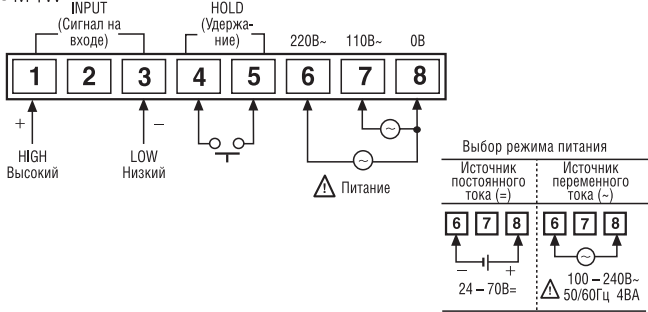 INPUT
(Сигнал на
входе)
HOLD
(Удержа-
ние)
220В~ 110В~ 0В
1 2 3 4 5 6 7 8
+ –
HIGH
Высокий
LOW
Низкий
Питание
Выбор режима питания
Источник
постоянного
тока (=)
6 7 8
– +
24 – 70В=
Источник
переменного
тока (~)
6 7 8
~
100 – 240В~
50/60Гц 4ВА